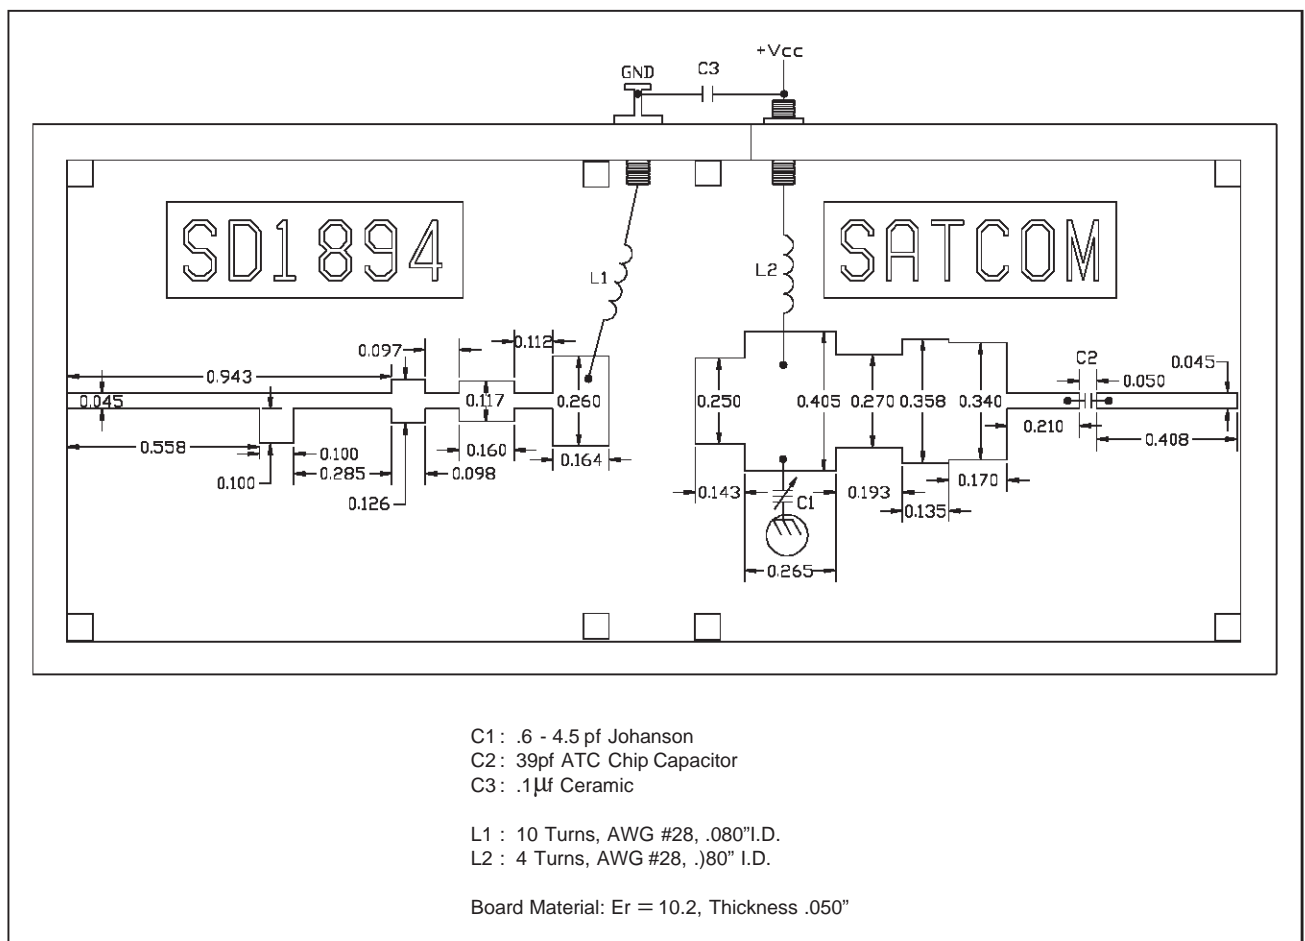 +Vcc
GND
C3
SD1894
SATCOM
L1
L2
0.112
0.097
0.943
C2
0.045
0.050
0.045
0.117
0.260
0.250
0.405
0.270
0.358
0.340
0.210
0.408
0.558
0.100
0.160
0.164
0.285
0.098
0.100
0.126
0.143
C1
0.193
0.170
0.135
0.265
C1 : .6 - 4.5 pf Johanson
C2 : 39pf ATC Chip Capacitor
C3 : .1µf Ceramic
L1 : 10 Turns, AWG #28, .080”I.D.
L2 : 4 Turns, AWG #28, .)80” I.D.
Board Material: Er = 10.2, Thickness .050”